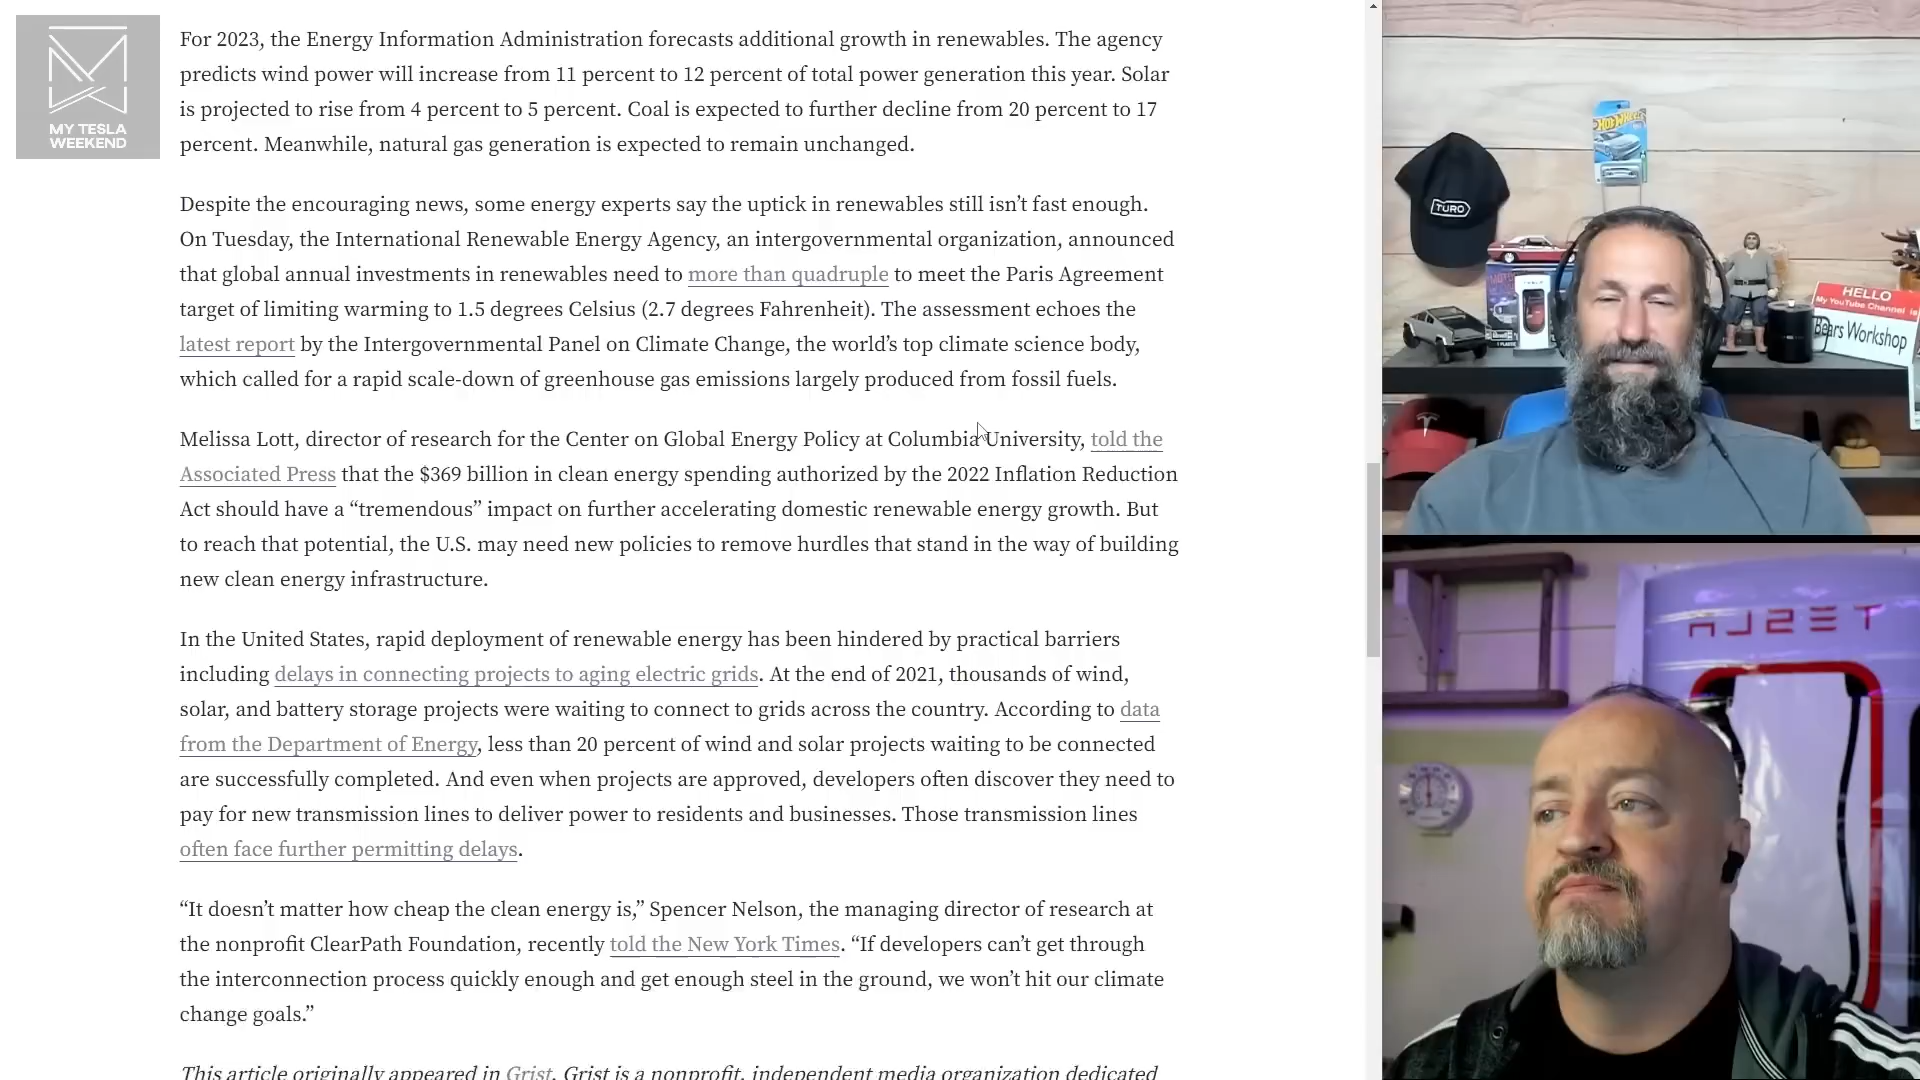 MY TESLA
WEEKEND
For 2023, the Energy Information Administration forecasts additional growth in renewables. The agency
predicts wind power will increase from 11 percent to 12 percent of total power generation this year. Solar
is projected to rise from 4 percent to 5 percent. Coal is expected to further decline from 20 percent to 17
percent. Meanwhile, natural gas generation is expected to remain unchanged.
Despite the encouraging news, some energy experts say the uptick in renewables still isn’t fast enough.
On Tuesday, the International Renewable Energy Agency, an intergovernmental organization, announced
that global annual investments in renewables need to more than quadruple to meet the Paris Agreement
target of limiting warming to 1.5 degrees Celsius (2.7 degrees Fahrenheit). The assessment echoes the
latest report by the Intergovernmental Panel on Climate Change, the world’s top climate science body,
which called for a rapid scale-down of greenhouse gas emissions largely produced from fossil fuels.
Melissa Lott, director of research for the Center on Global Energy Policy at Columbia University, told the
Associated Press that the $369 billion in clean energy spending authorized by the 2022 Inflation Reduction
Act should have a “tremendous” impact on further accelerating domestic renewable energy growth. But
to reach that potential, the U.S. may need new policies to remove hurdles that stand in the way of building
new clean energy infrastructure.
In the United States, rapid deployment of renewable energy has been hindered by practical barriers
including delays in connecting projects to aging electric grids. At the end of 2021, thousands of wind,
solar, and battery storage projects were waiting to connect to grids across the country. According to data
from the Department of Energy, less than 20 percent of wind and solar projects waiting to be connected
are successfully completed. And even when projects are approved, developers often discover they need to
pay for new transmission lines to deliver power to residents and businesses. Those transmission lines
often face further permitting delays.
“It doesn’t matter how cheap the clean energy is,” Spencer Nelson, the managing director of research at
the nonprofit ClearPath Foundation, recently told the New York Times. “If developers can’t get through
the interconnection process quickly enough and get enough steel in the ground, we won’t hit our climate
change goals.”
This article originally appeared in Grist. Grist is a nonprofit, independent media organization dedicated
HOT WHEELS
TURO
HELLO
My YouTube Channel is
Bears Workshop
TESLA